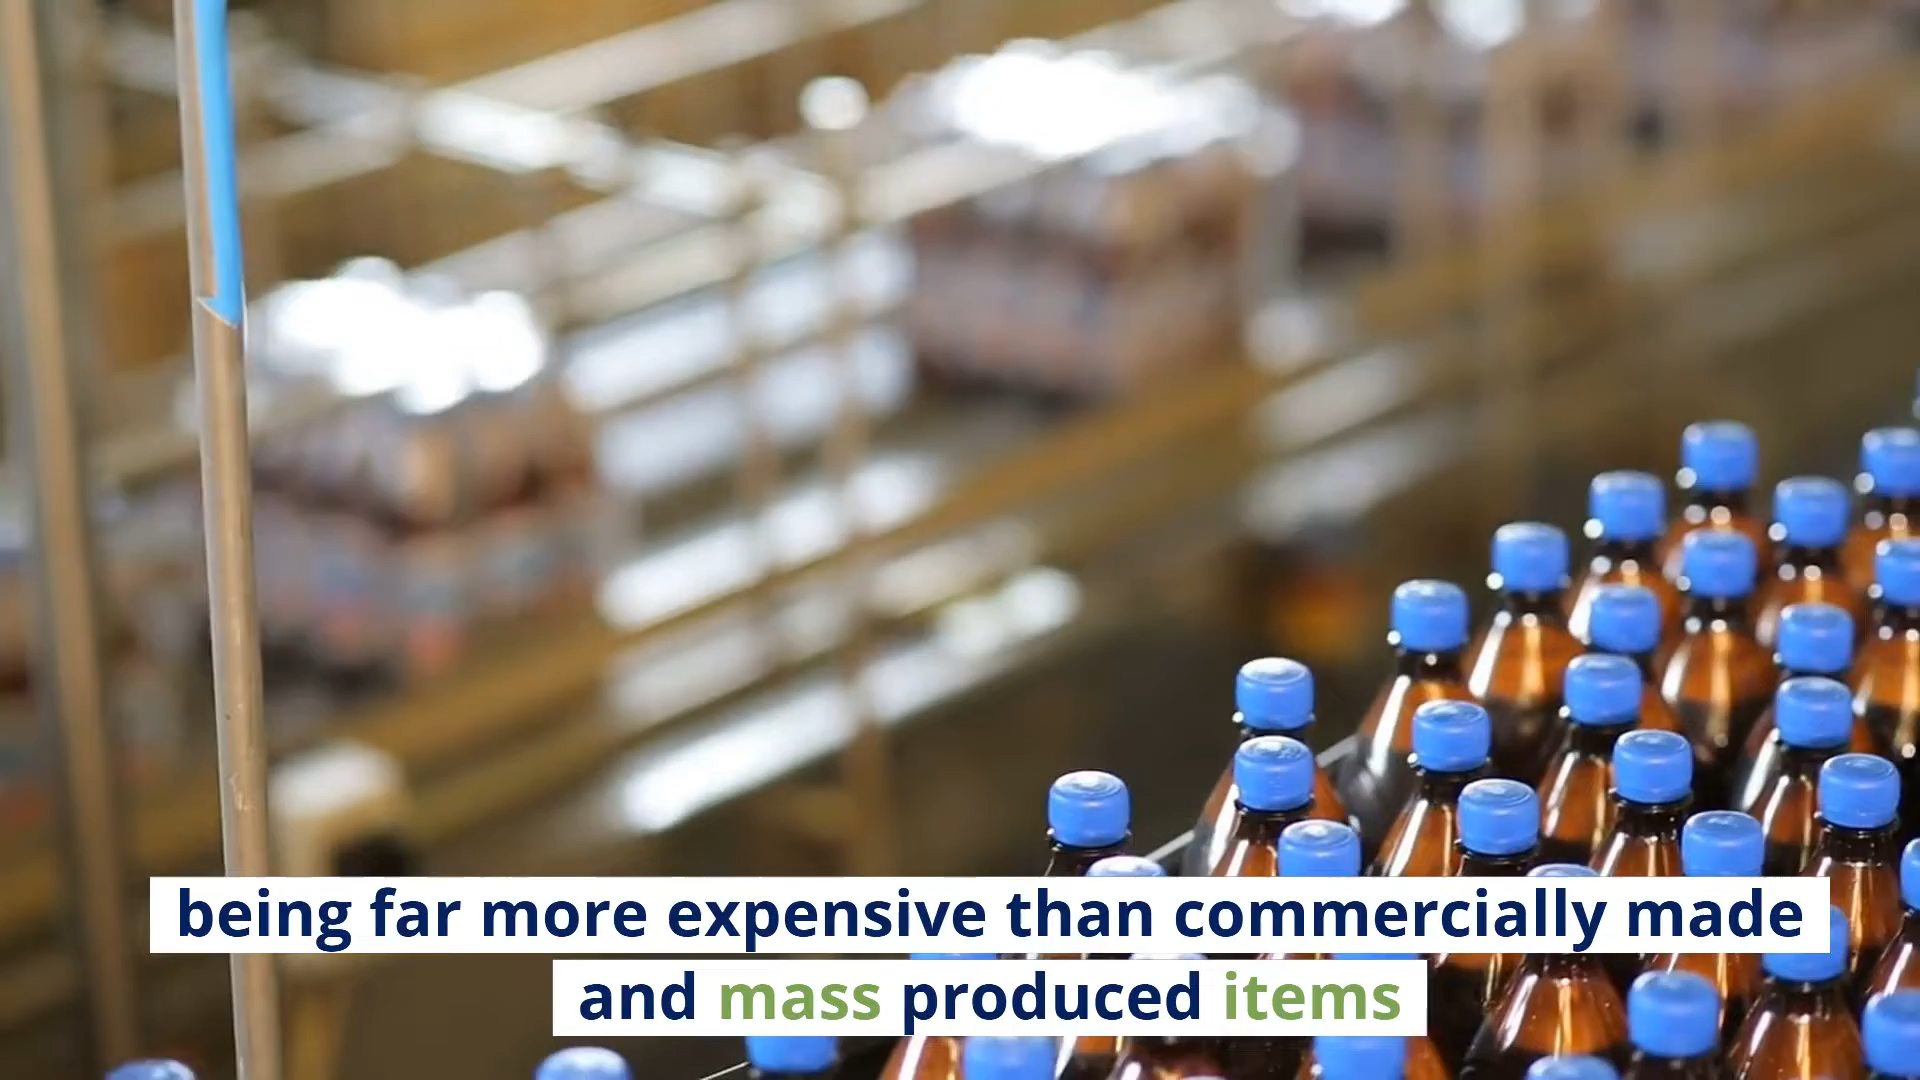 being far more expensive than commercially made
and mass produced items